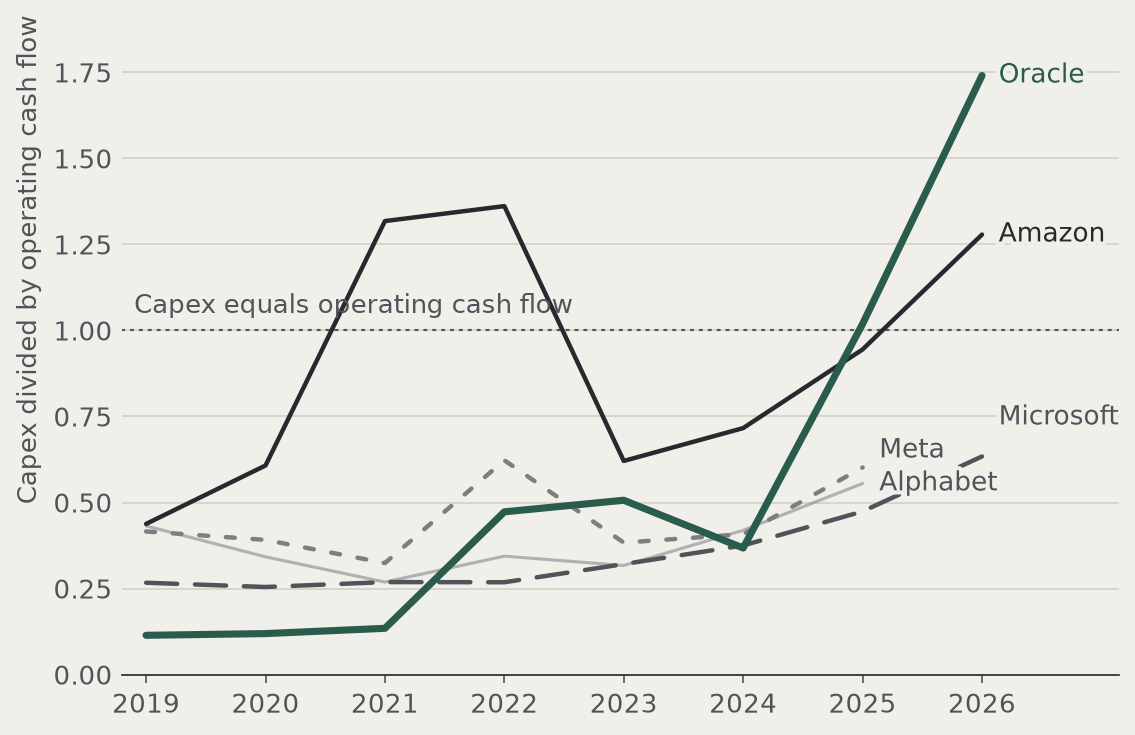 Capex divided by operating cash flow
1.75
1.50
1.25
1.00
0.75
0.50
0.25
0.00
Capex equals operating cash flow
Oracle
Amazon
Microsoft
Meta
Alphabet
2019 2020 2021 2022 2023 2024 2025 2026